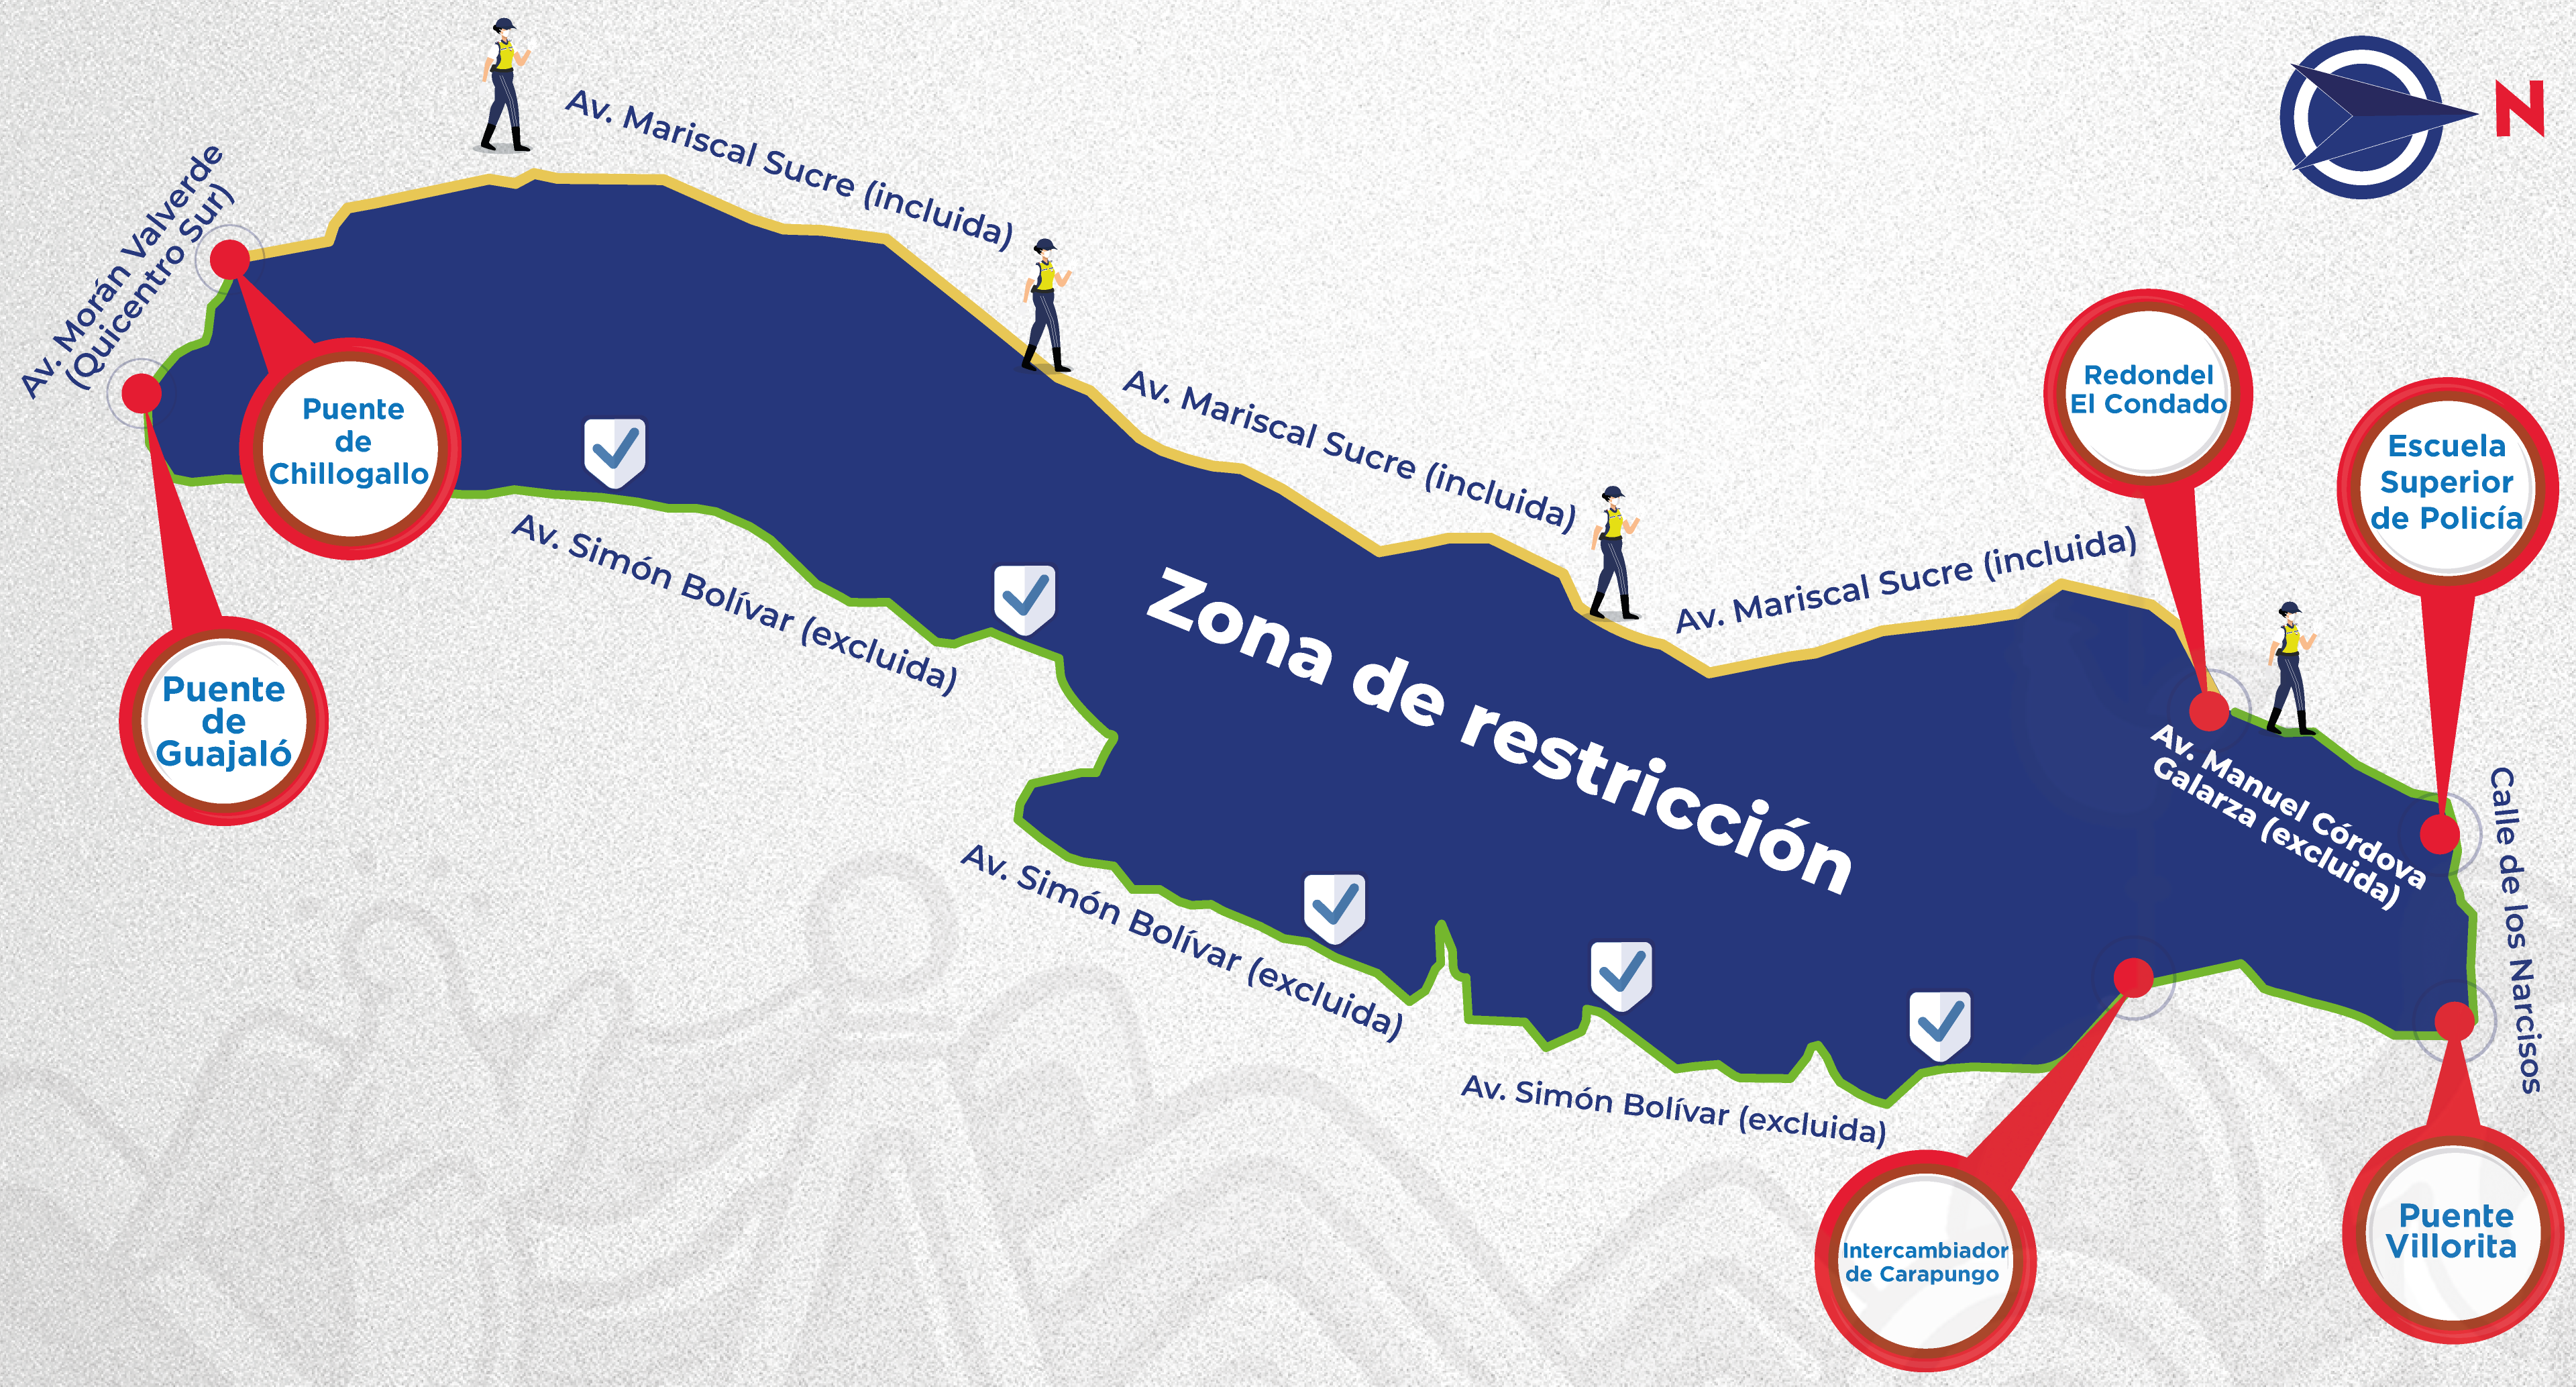 N
Av. Mariscal Sucre (incluida)
Av. Morán Valverde
(Quicentro Sur)
Puente
de
Chillogallo
Puente
de
Guajaló
Av. Simón Bolívar (excluida)
Av. Mariscal Sucre (incluida)
Av. Mariscal Sucre (incluida)
Redondel
El Condado
Escuela
Superior
de Policía
Zona de restricción
Av. Manuel Córdova
Galarza (excluida)
Calle de los Narcisos
Av. Simón Bolívar (excluida)
Av. Simón Bolívar (excluida)
Intercambiador
de Carapungo
Puente
Villorita